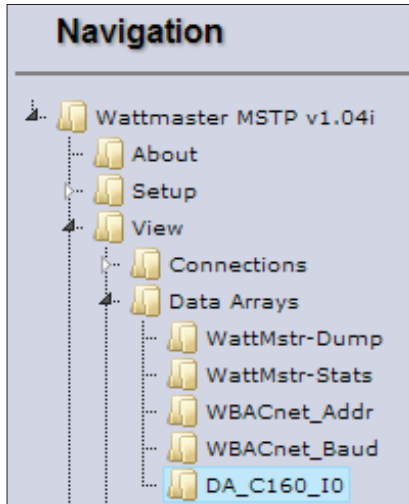 Navigation
Wattmaster MSTP v1.04i
About
Setup
View
Connections
Data Arrays
WattMstr-Dump
WattMstr-Stats
WBACnet_Addr
WBACnet_Baud
DA_C160_I0